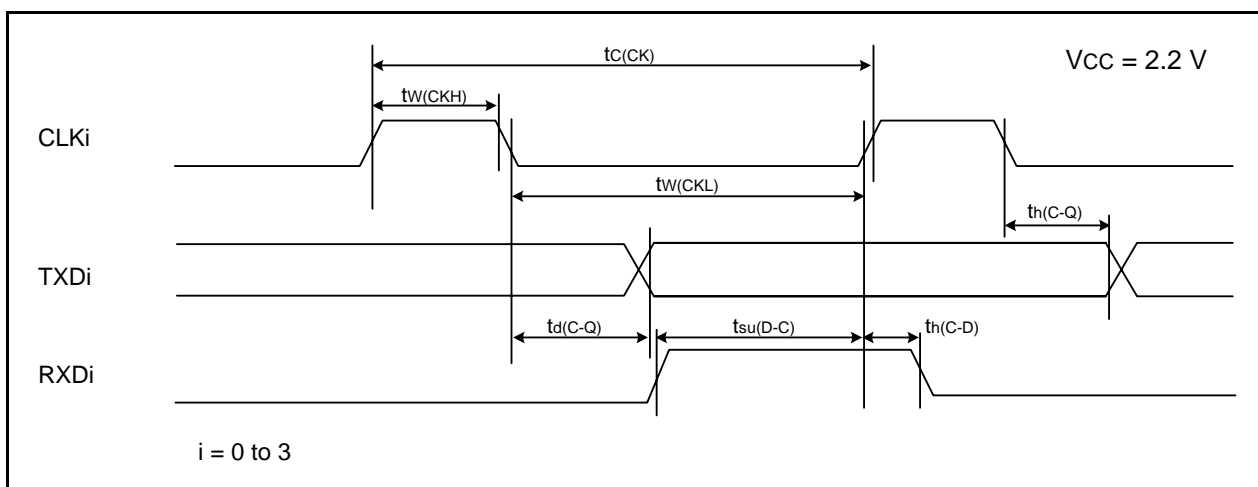 tC(CK)
VCC = 2.2 V
tW(CKH)
CLKi
tW(CKL)
th(C-Q)
TXDi
td(C-Q)
tsu(D-C)
th(C-D)
RXDi
i = 0 to 3